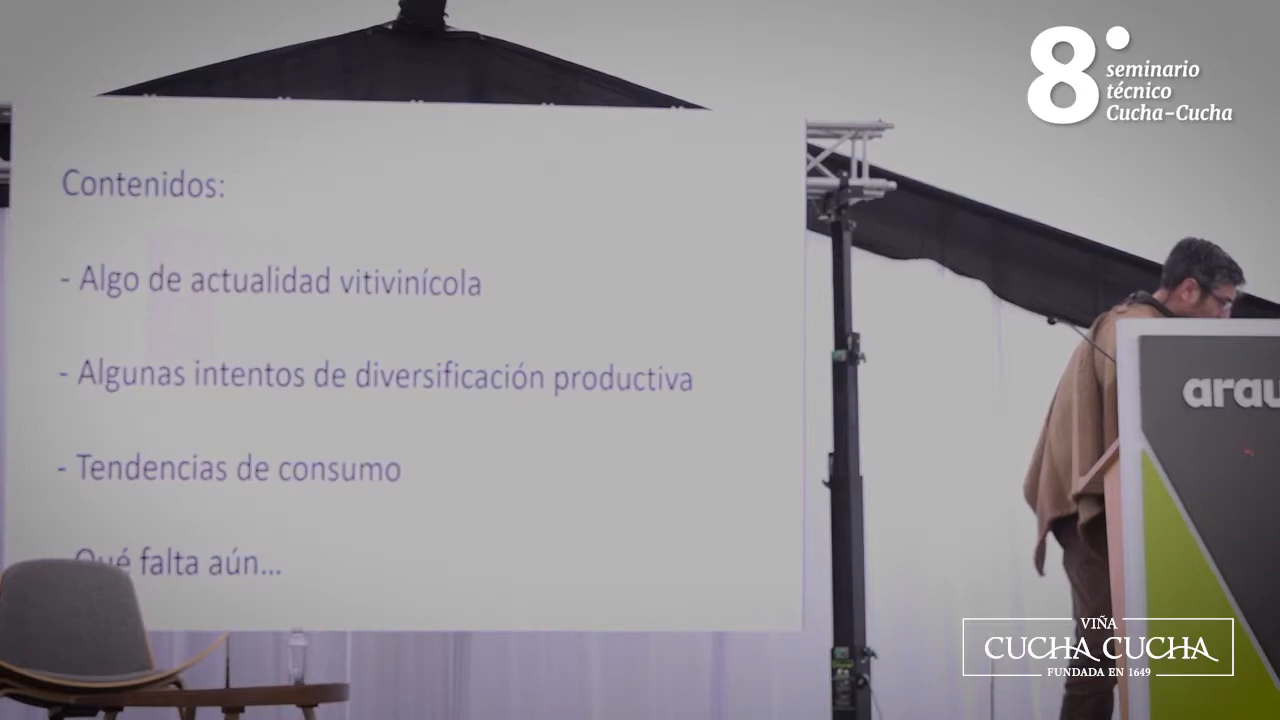 8° seminario
técnico
Cucha-Cucha
Contenidos:
- Algo de actualidad vitivinícola
- Algunas intentos de diversificación productiva
- Tendencias de consumo
- Qué falta aún...
arau
VIÑA
CUCHA CUCHA
FUNDADA EN 1649